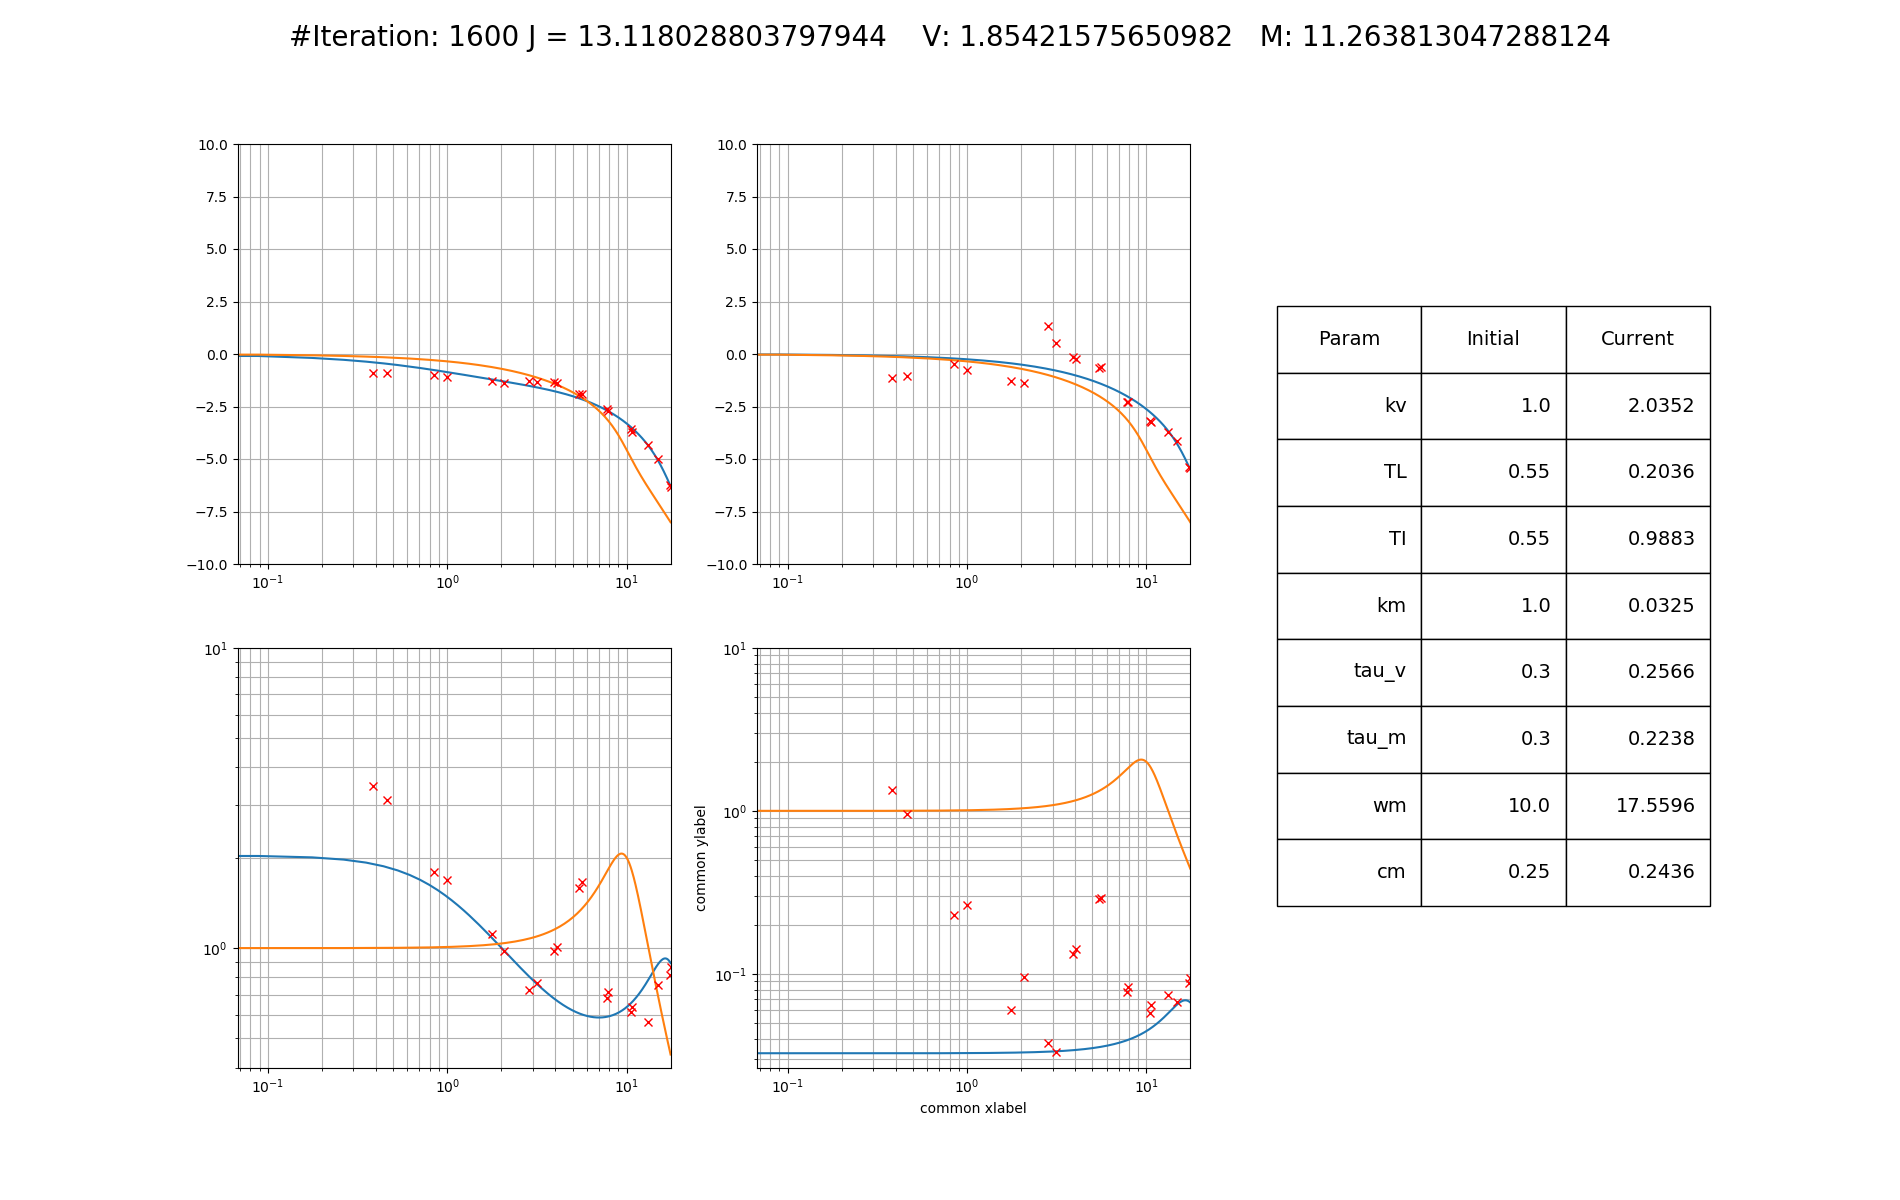 #Iteration: 1600 J = 13.118028803797944 V: 1.85421575650982 M: 11.263813047288124
10.0
7.5
5.0
2.5
0.0
−2.5
−5.0
−7.5
−10.0
10⁻¹ 10⁰ 10¹
10.0
7.5
5.0
2.5
0.0
−2.5
−5.0
−7.5
−10.0
10⁻¹ 10⁰ 10¹
10¹
10⁰
10⁻¹ 10⁰ 10¹
common ylabel
10¹
10⁰
10⁻¹
10⁻¹ 10⁰ 10¹
common xlabel
Param Initial Current
kv 1.0 2.0352
TL 0.55 0.2036
TI 0.55 0.9883
km 1.0 0.0325
tau_v 0.3 0.2566
tau_m 0.3 0.2238
wm 10.0 17.5596
cm 0.25 0.2436